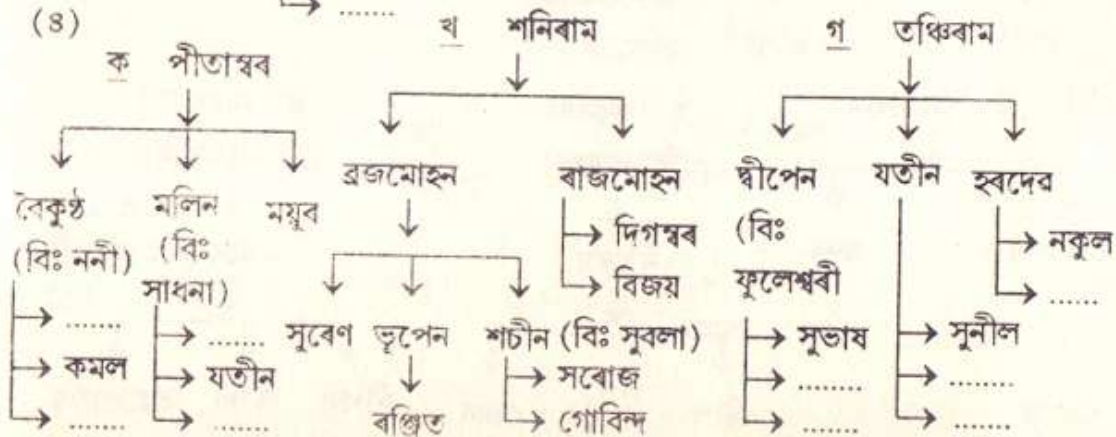 → ......
(৪)
ক পীতাম্বৰ
খ শনিৰাম
গ তঞ্চিৰাম
বৈকুণ্ঠ
(বিঃ ননী)
→ ......
→ কমল
→ ......
মলিন
(বিঃ
সাধনা)
→ ......
→ যতীন
→ ......
ময়ূৰ
ব্ৰজমোহন
ৰাজমোহন
→ দিগম্বৰ
→ বিজয়
সুৰেণ ভূপেন শচীন (বিঃ সুবলা)
ৰঞ্জিত
→ সৰোজ
→ গোবিন্দ
দ্বীপেন
(বিঃ
ফুলেশ্বৰী
→ সুভাষ
→ ......
→ ......
যতীন
→ সুনীল
→ ......
→ ......
হৰদেৱ
→ নকুল
→ ......